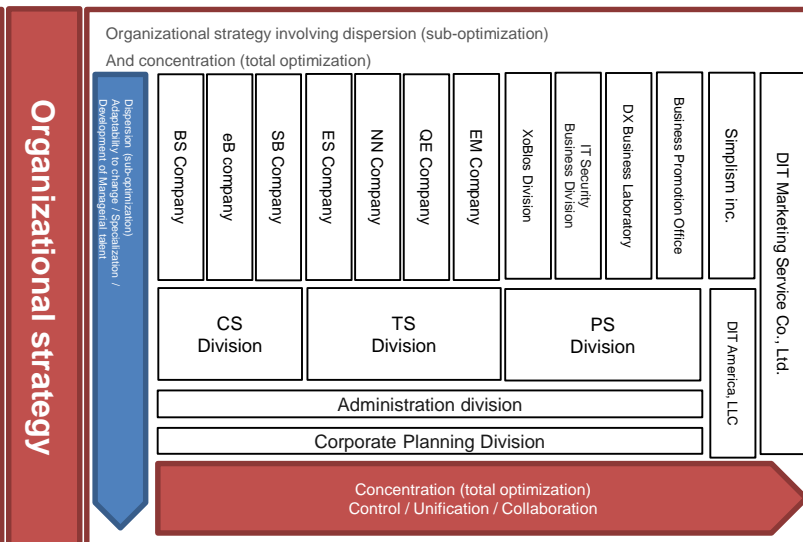 Organizational strategy
Organizational strategy involving dispersion (sub-optimization)
And concentration (total optimization)
Dispersion (sub-optimization)
Adaptability to change / Specialization /
Development of Managerial talent
BS Company
eB company
SB Company
ES Company
NN Company
QE Company
EM Company
XoBlos Division
IT Security
Business Division
DX Business Laboratory
Business Promotion Office
Simplism inc.
DIT Marketing Service Co., Ltd.
CS
Division
TS
Division
PS
Division
DIT America, LLC
Administration division
Corporate Planning Division
Concentration (total optimization)
Control / Unification / Collaboration